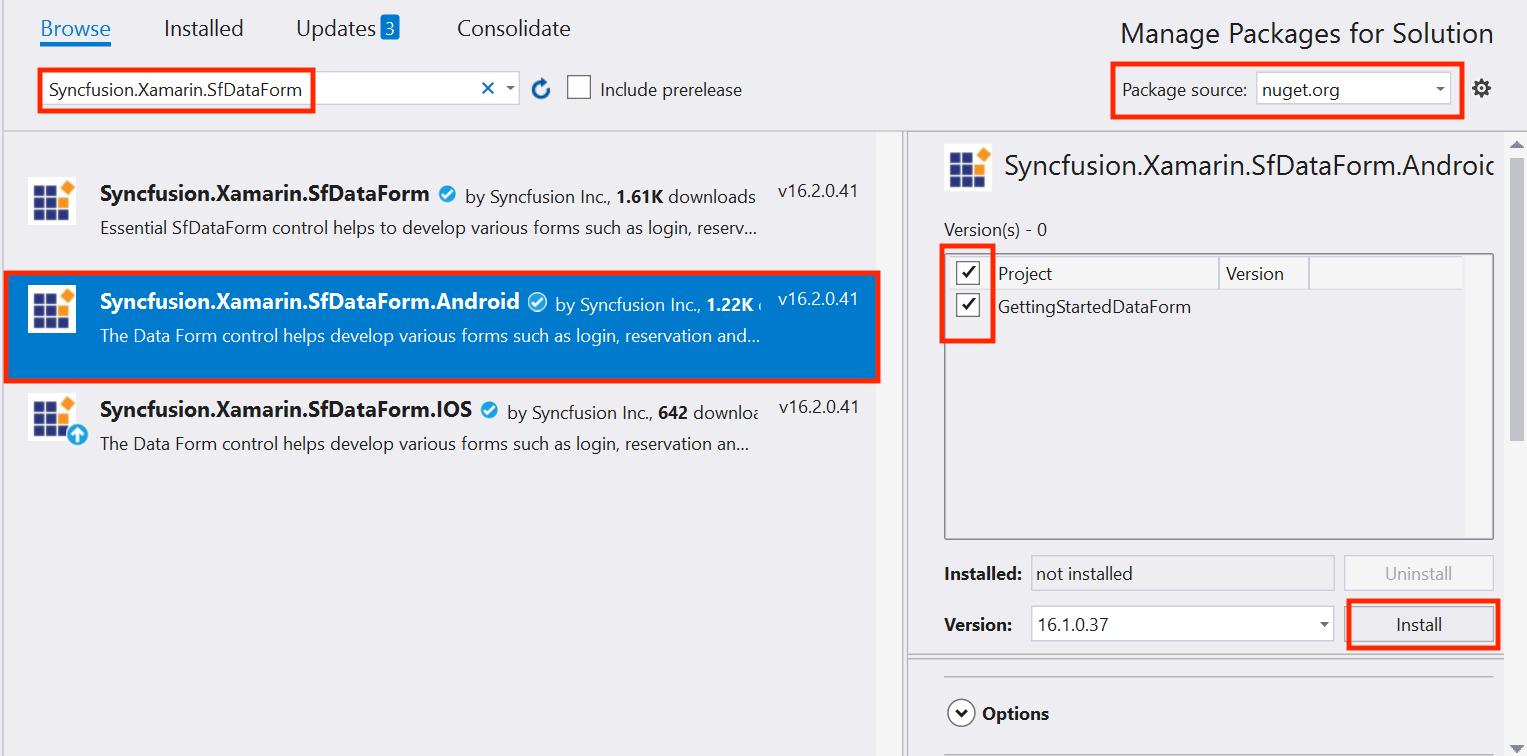 Browse Installed Updates 3 Consolidate
Manage Packages for Solution
Syncfusion.Xamarin.SfDataForm
Include prerelease
Package source: nuget.org
Syncfusion.Xamarin.SfDataForm by Syncfusion Inc., 1.61K downloads v16.2.0.41
Essential SfDataForm control helps to develop various forms such as login, reserv...
Syncfusion.Xamarin.SfDataForm.Android by Syncfusion Inc., 1.22K v16.2.0.41
The Data Form control helps develop various forms such as login, reservation and...
Syncfusion.Xamarin.SfDataForm.IOS by Syncfusion Inc., 642 downloa v16.2.0.41
The Data Form control helps develop various forms such as login, reservation an...
Syncfusion.Xamarin.SfDataForm.Android
Version(s) - 0
Project Version
GettingStartedDataForm
Installed: not installed Uninstall
Version: 16.1.0.37 Install
Options